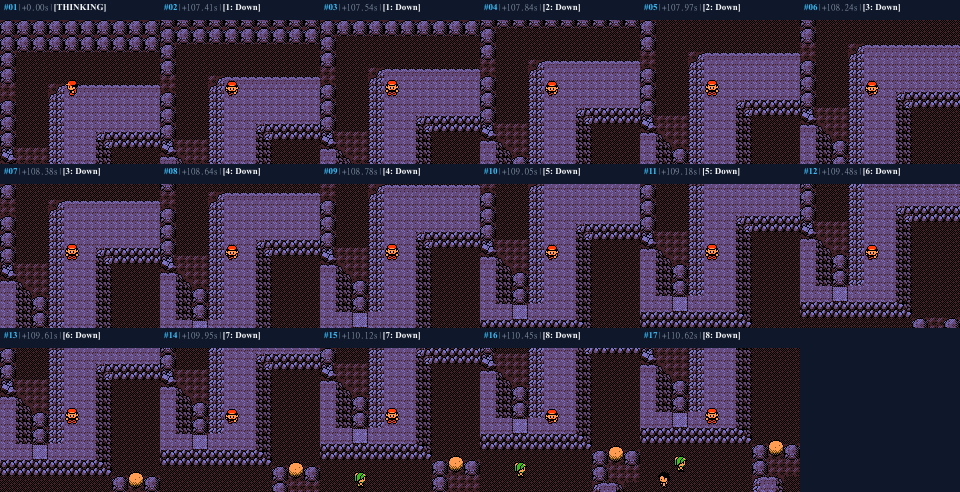 #01|+0.00s|[THINKING]
#02|+107.41s|[1: Down]
#03|+107.54s|[1: Down]
#04|+107.84s|[2: Down]
#05|+107.97s|[2: Down]
#06|+108.24s|[3: Down]
#07|+108.38s|[3: Down]
#08|+108.64s|[4: Down]
#09|+108.78s|[4: Down]
#10|+109.05s|[5: Down]
#11|+109.18s|[5: Down]
#12|+109.48s|[6: Down]
#13|+109.61s|[6: Down]
#14|+109.95s|[7: Down]
#15|+110.12s|[7: Down]
#16|+110.45s|[8: Down]
#17|+110.62s|[8: Down]